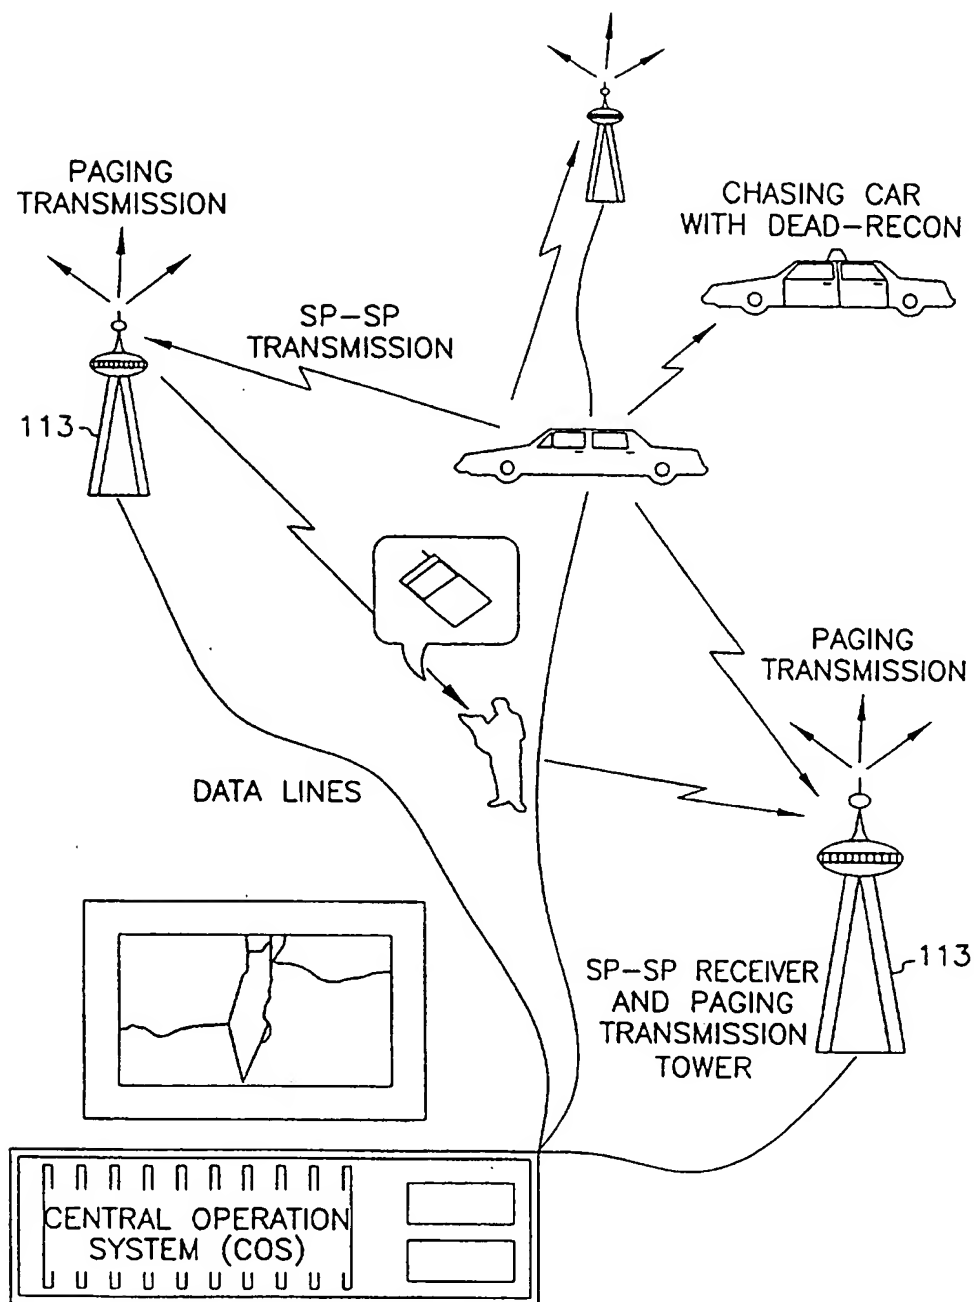 PAGING
TRANSMISSION
CHASING CAR
WITH DEAD-RECON
SP-SP
TRANSMISSION
113
PAGING
TRANSMISSION
DATA LINES
SP-SP RECEIVER
AND PAGING
TRANSMISSION
TOWER
113
CENTRAL OPERATION
SYSTEM (COS)